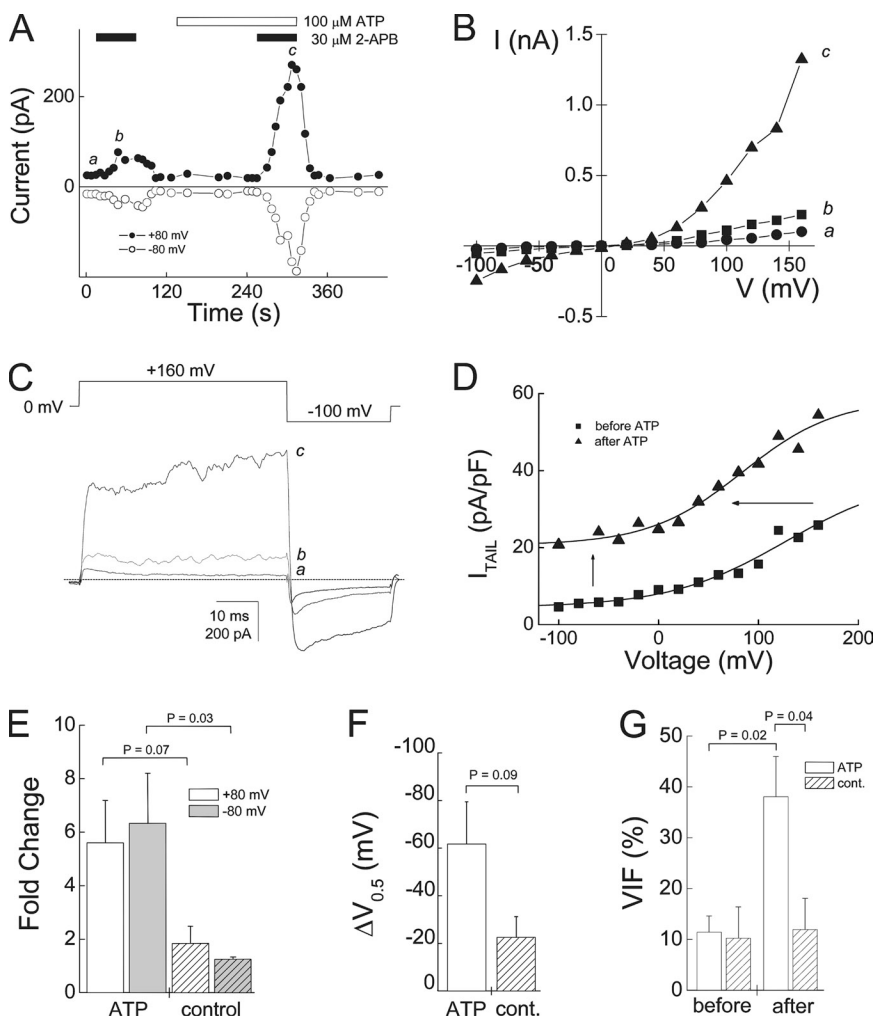 A
100 μM ATP
30 μM 2-APB
Current (pA)
200
0
a
b
c
+80 mV
-80 mV
0
120
240
360
Time (s)
B
I (nA)
1.5
1.0
0.5
-0.5
-100
-50
0
50
100
150
V (mV)
c
b
a
C
+160 mV
0 mV
-100 mV
c
b
a
10 ms
200 pA
D
before ATP
after ATP
I TAIL (pA/pF)
60
40
20
0
-100
0
100
200
Voltage (mV)
E
Fold Change
10
8
6
4
2
0
P = 0.03
P = 0.07
+80 mV
-80 mV
ATP
control
F
ΔV0.5 (mV)
-100
-80
-60
-40
-20
0
P = 0.09
ATP
cont.
G
VIF (%)
50
40
30
20
10
0
P = 0.04
P = 0.02
ATP
cont.
before
after